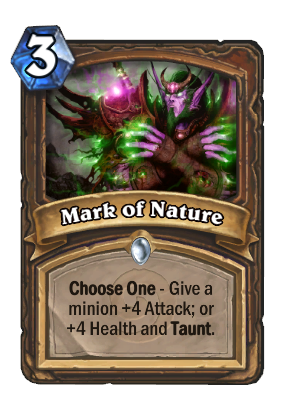 3
Mark of Nature
Choose One - Give a
minion +4 Attack; or
+4 Health and Taunt.